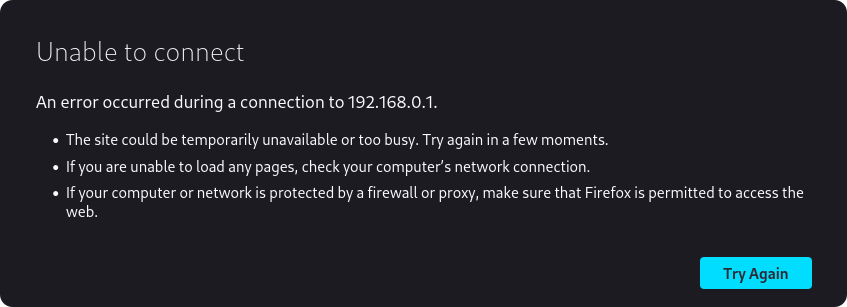 Unable to connect
An error occurred during a connection to 192.168.0.1.
• The site could be temporarily unavailable or too busy. Try again in a few moments.
• If you are unable to load any pages, check your computer’s network connection.
• If your computer or network is protected by a firewall or proxy, make sure that Firefox is permitted to access the
web.
Try Again